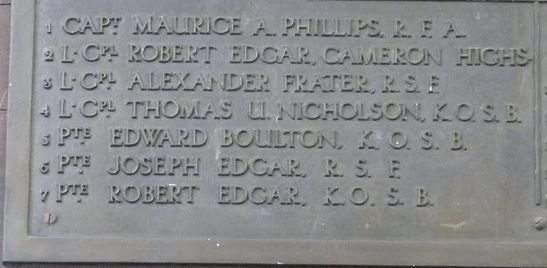 1 CAPT MAURICE A. PHILLIPS, R. F. A.
2 L-CPL ROBERT EDGAR, CAMERON HIGHS-
3 L-CPL ALEXANDER FRATER, R. S. F.
4 L-CPL THOMAS U. NICHOLSON, K. O. S. B.
5 PTE EDWARD BOULTON, K. O. S. B.
6 PTE JOSEPH EDGAR, R. S. F.
7 PTE ROBERT EDGAR, K. O. S. B.